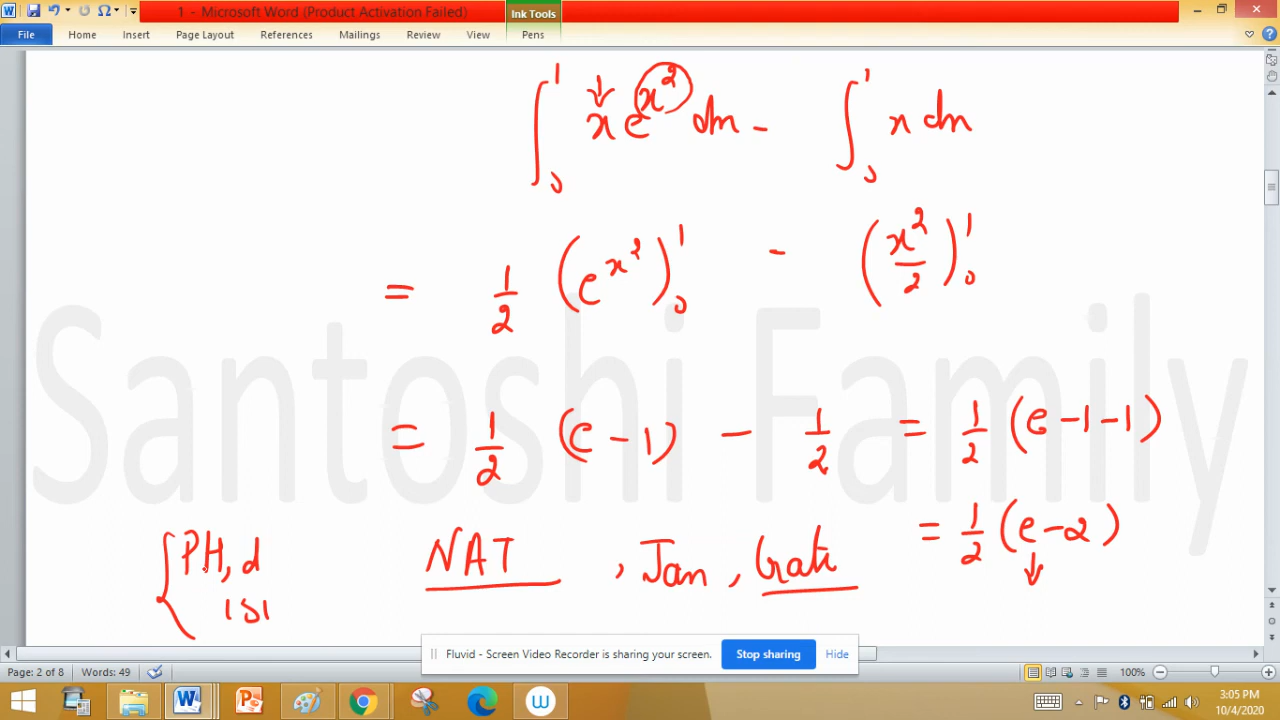 1 - Microsoft Word (Product Activation Failed)
Ink Tools
File Home Insert Page Layout References Mailings Review View Pens
∫₀¹ x e^(x²) dx - ∫₀¹ x dx
= 1/2 (e^(x²))₀¹ - (x²/2)₀¹
Santoshi Family
= 1/2 (e-1) - 1/2 = 1/2 (e-1-1)
= 1/2 (e-2)
PH,d NAT , Jam , Gate
ISI
Fluvid - Screen Video Recorder is sharing your screen. Stop sharing Hide
Page: 2 of 8 Words: 49 100%
3:05 PM
10/4/2020